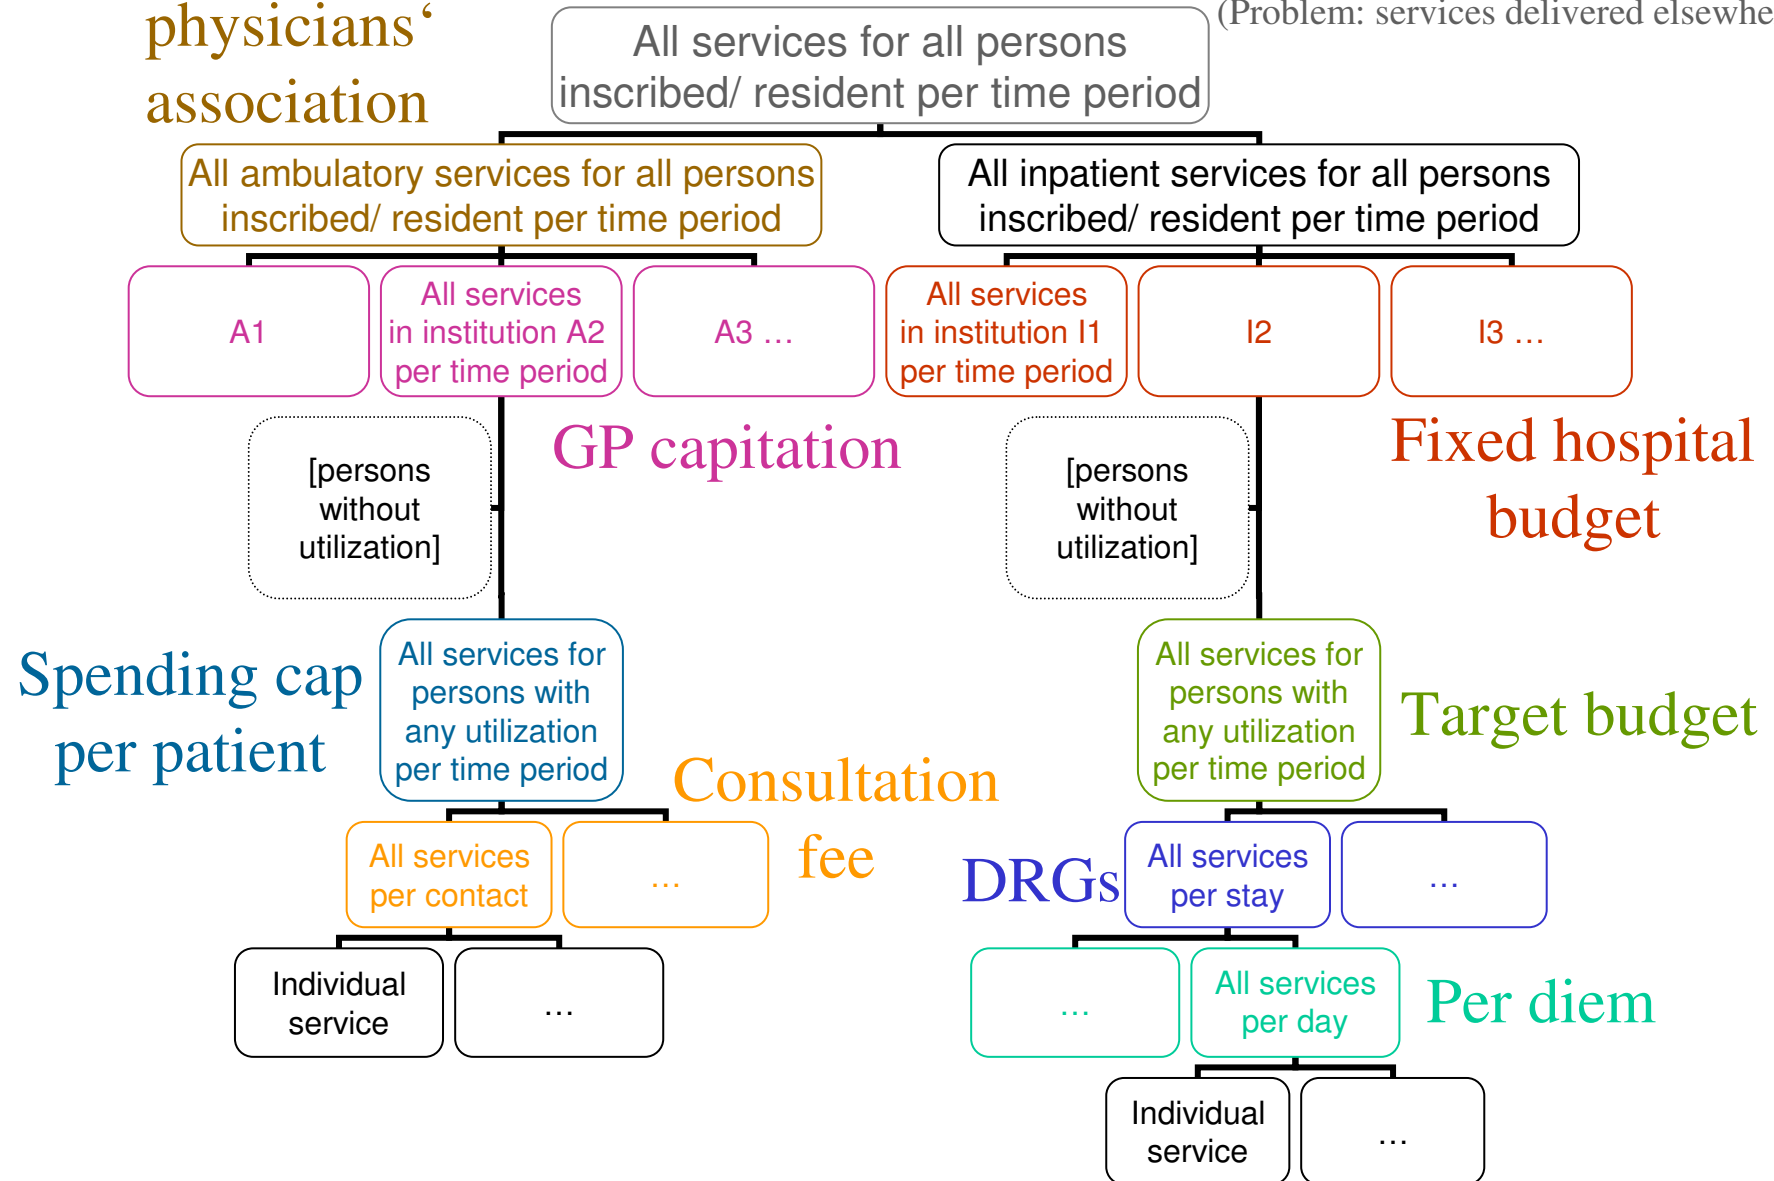 physicians‘
association
(Problem: services delivered
All services for all persons
inscribed/ resident per time period
All ambulatory services for all persons
inscribed/ resident per time period
All inpatient services for all persons
inscribed/ resident per time period
A1
All services
in institution A2
per time period
A3 …
All services
in institution I1
per time period
I2
I3 …
[persons
without
utilization]
GP capitation
[persons
without
utilization]
Fixed hospital
budget
Spending cap
per patient
All services for
persons with
any utilization
per time period
All services for
persons with
any utilization
per time period
Target budget
Consultation
fee
All services
per contact
…
DRGs
All services
per stay
…
Individual
service
…
…
All services
per day
Per diem
Individual
service
…